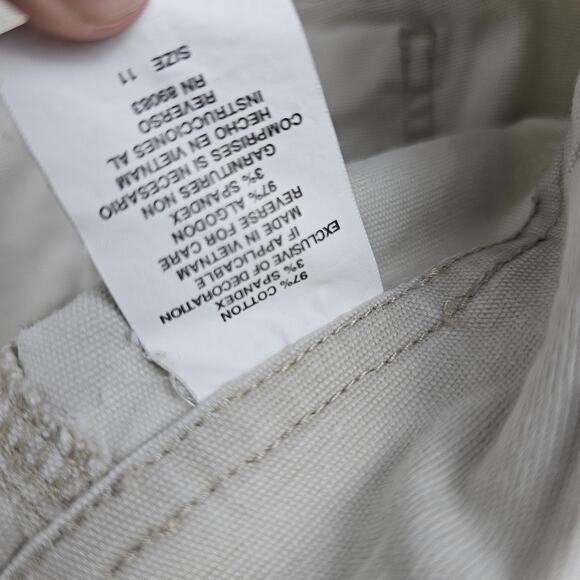 97% COTTON
3% SPANDEX
EXCLUSIVE OF DECORATION
IF APPLICABLE
MADE IN VIETNAM
REVERSE FOR CARE
97% ALGODON
3% SPANDEX
GARNITURES NON
COMPRISES SI NECESARIO
HECHO EN VIETNAM
INSTRUCCIONES AL
REVERSO
RN 89083
SIZE 11